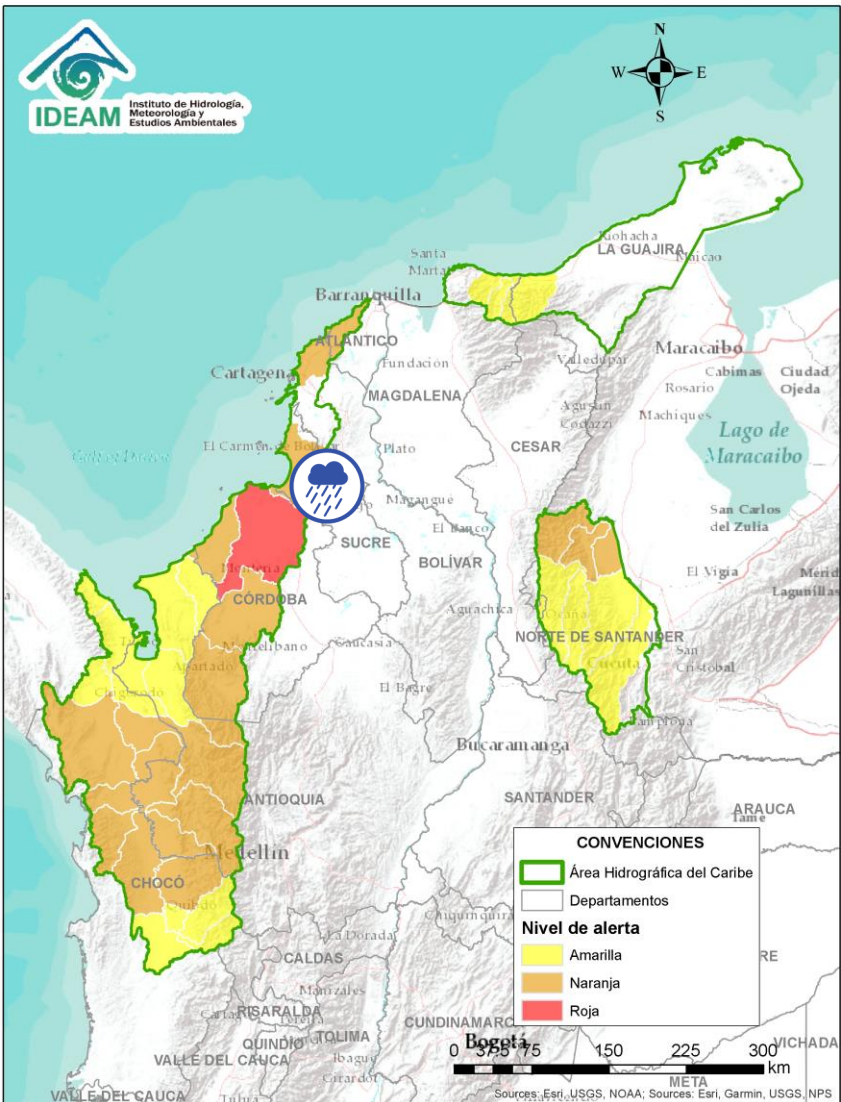 IDEAM
Instituto de Hidrología,
Meteorología y
Estudios Ambientales
N
W
E
S
Riohacha
LA GUAJIRA
Maicao
Santa
Marta
Barranquilla
ATLÁNTICO
Cartagena
Fundación
Valledupar
Maracaibo
Cabimas
Ciudad
Ojeda
Rosario
MAGDALENA
Agustín
Codazzi
Machiques
Lago de
Maracaibo
El Carmen de Bolívar
Plato
CESAR
Magangué
San Carlos
del Zulia
El Banco
SUCRE
BOLÍVAR
El Vigía
Lagunillas
Montería
CÓRDOBA
Aguachica
Ocaña
NORTE DE SANTANDER
San
Cristóbal
Cúcuta
Montelíbano
Caucasia
Apartadó
El Bagre
Chigorodó
Pamplona
Bucaramanga
ANTIOQUIA
SANTANDER
ARAUCA
Tame
Medellín
CHOCÓ
Quibdó
Chiquinquirá
La Dorada
CALDAS
Manizales
RISARALDA
CUNDINAMARC
QUINDÍO
TOLIMA
Ibagué
Girardot
VALLE DEL CAUCA
VALLE DEL CAUCA
Tuluá
Bogotá
VICHADA
META
CONVENCIONES
Área Hidrográfica del Caribe
Departamentos
Nivel de alerta
Amarilla
Naranja
Roja
RE
0 37.5 75 150 225 300
km
Sources: Esri, USGS, NOAA; Sources: Esri, Garmin, USGS, NPS